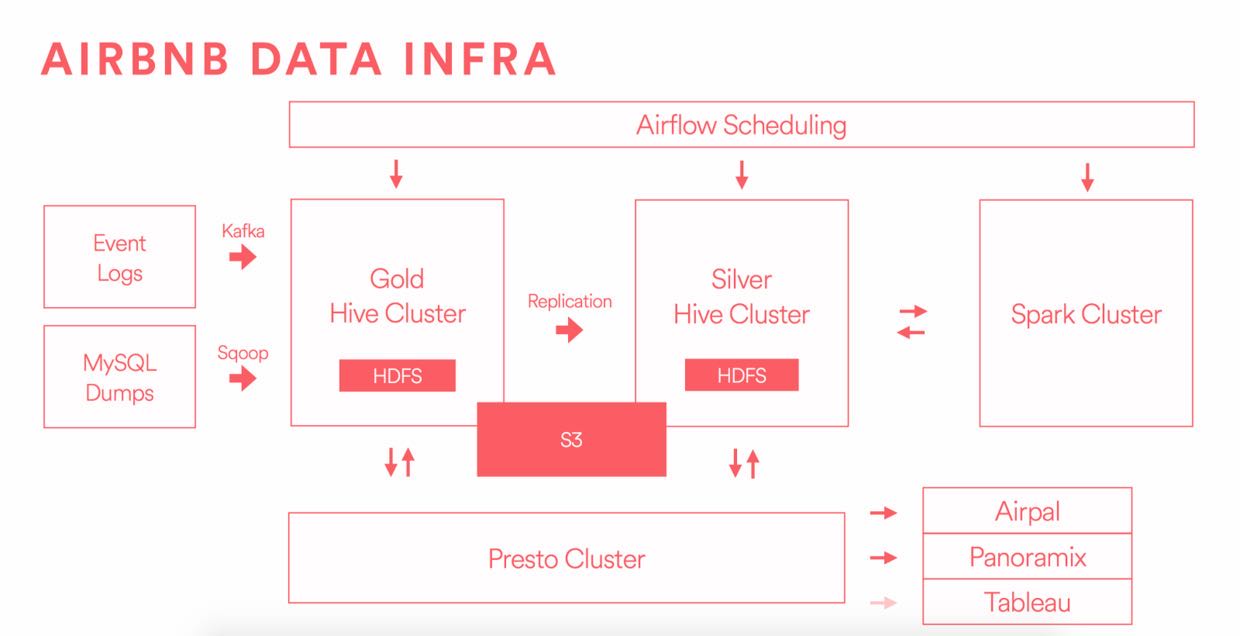 AIRBNB DATA INFRA
Airflow Scheduling
Event
Logs
Kafka
MySQL
Dumps
Sqoop
Gold
Hive Cluster
HDFS
Replication
Silver
Hive Cluster
HDFS
S3
Spark Cluster
Presto Cluster
Airpal
Panoramix
Tableau